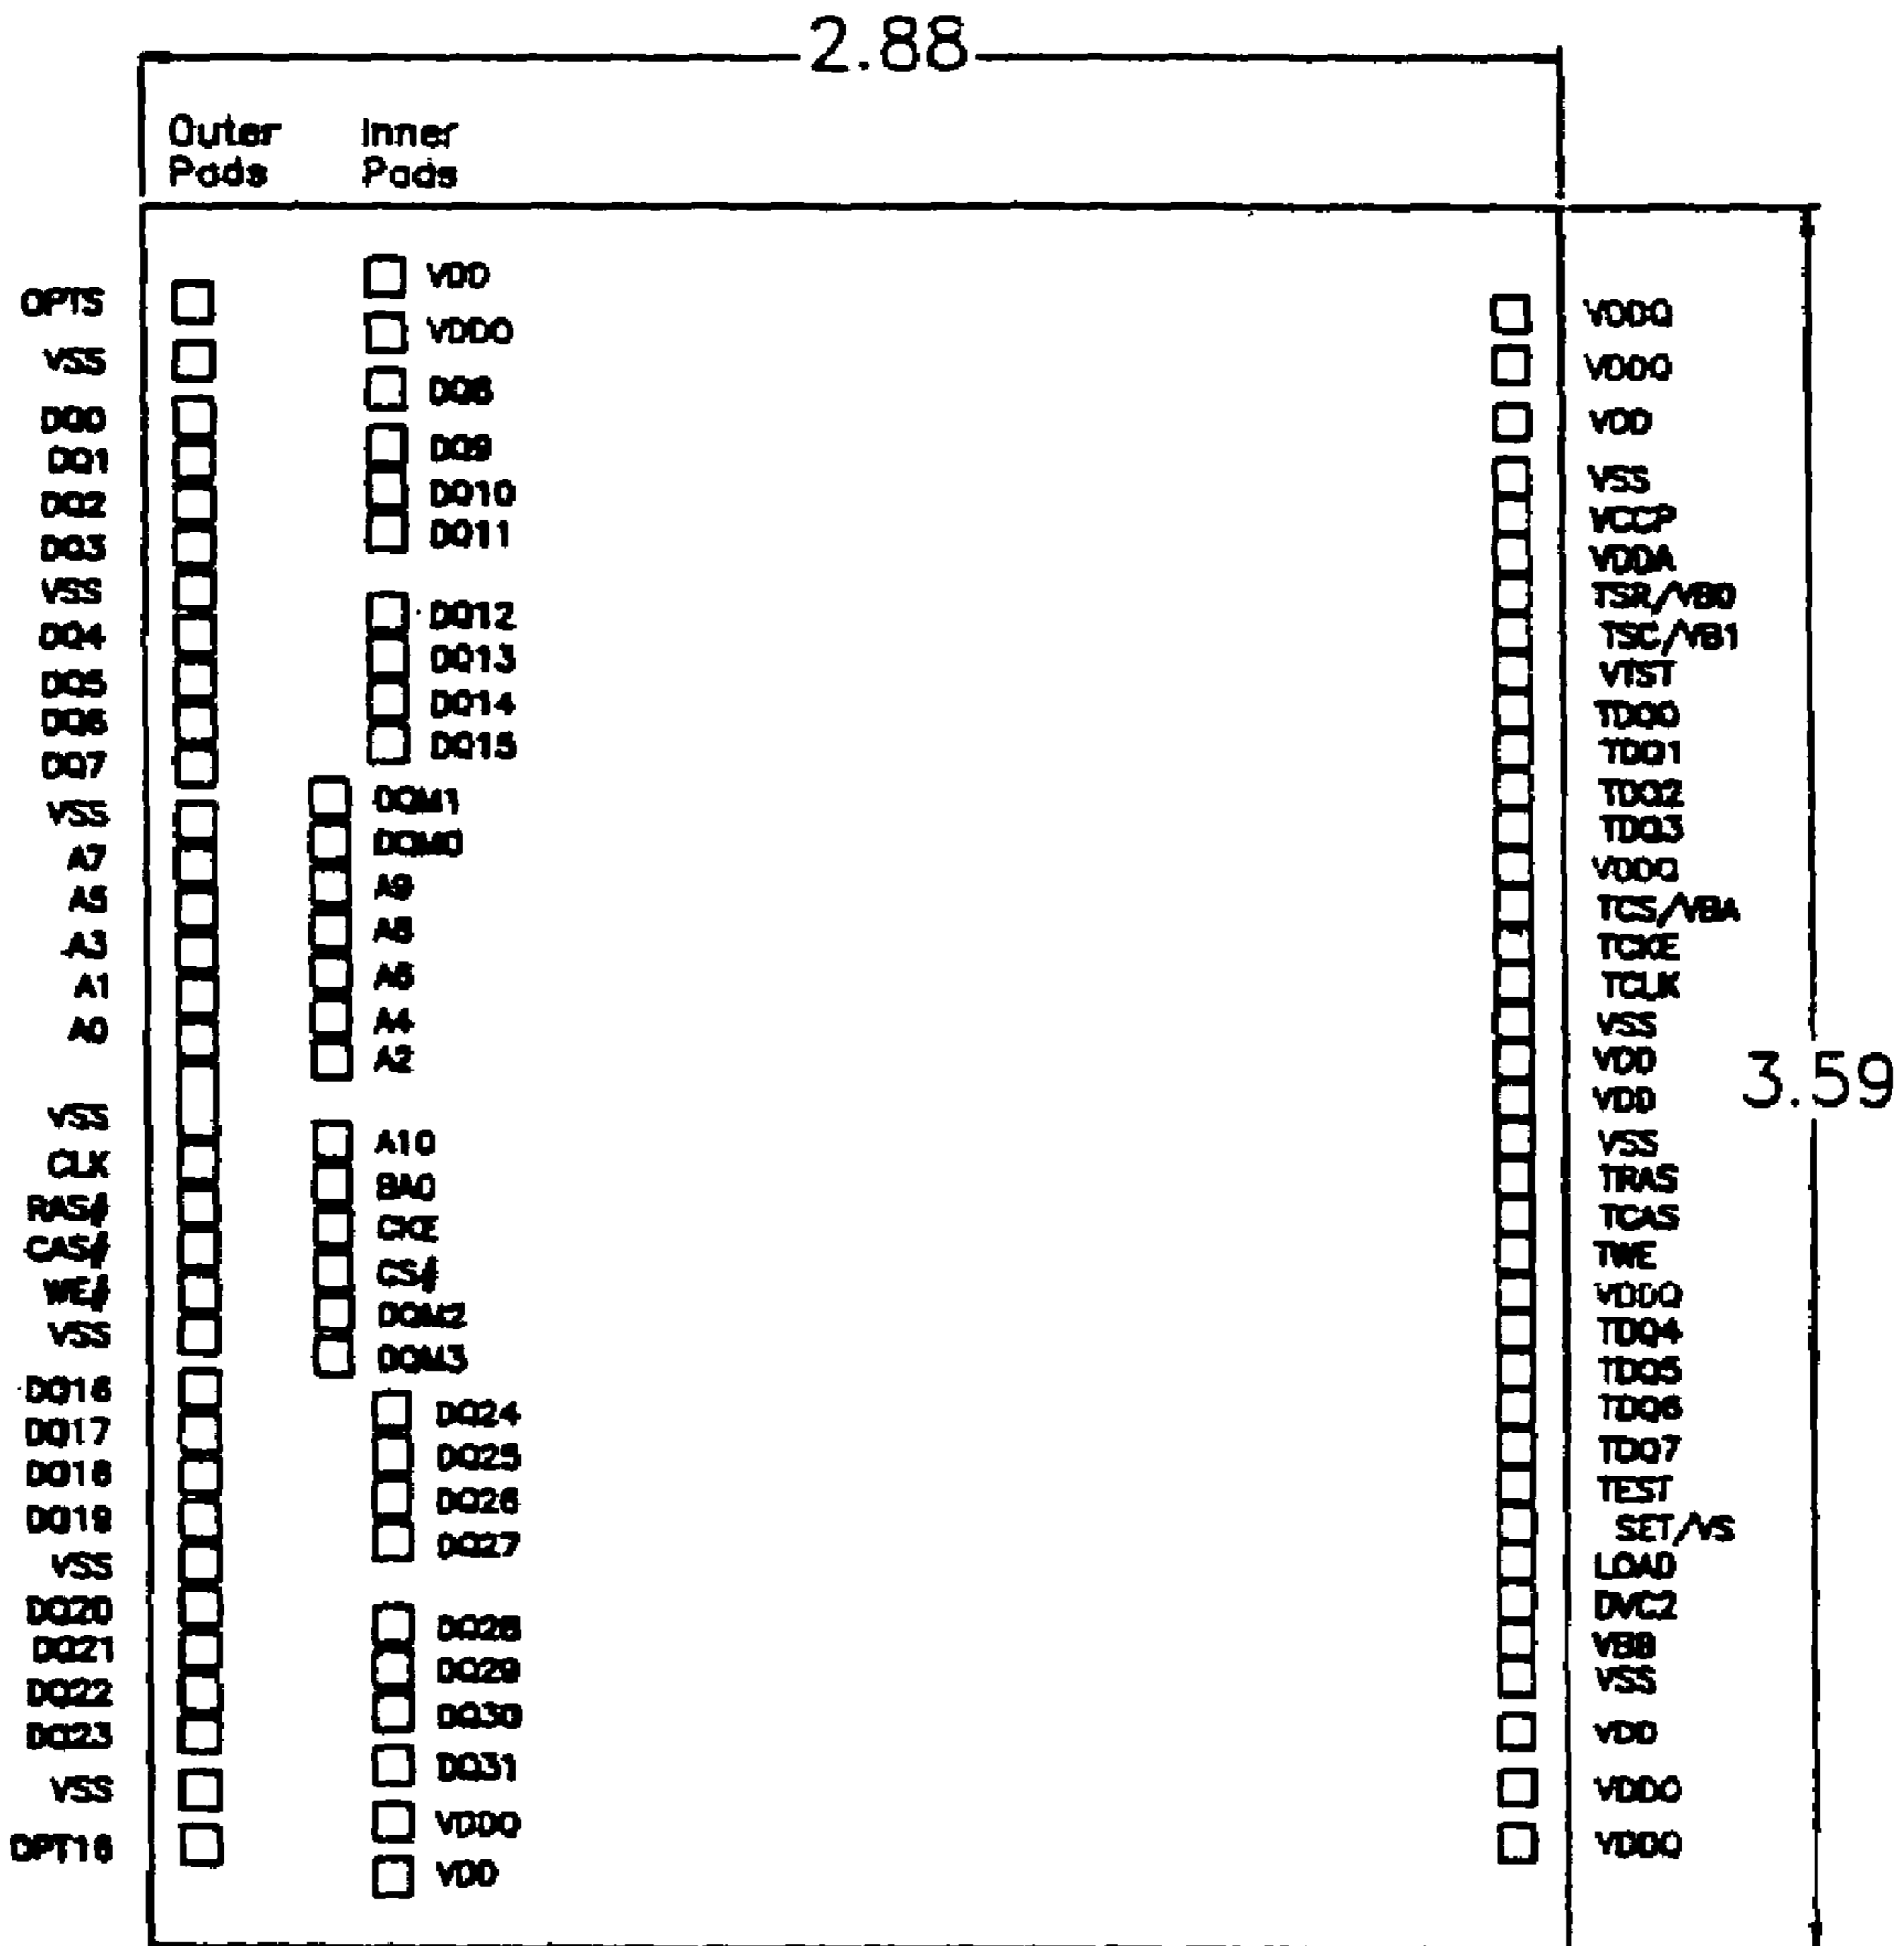 2.88
Outer
Pads
Inner
Pads
OPTS
VSS
DQ0
DQ1
DQ2
DQ3
VSS
DQ4
DQ5
DQ6
DQ7
VSS
A7
A5
A3
A1
A0
VSS
CLK
RAS#
CAS#
WE#
VSS
DQ16
DQ17
DQ18
DQ19
VSS
DQ20
DQ21
DQ22
DQ23
VSS
OPT16
VDD
VDDQ
DQ8
DQ9
DQ10
DQ11
DQ12
DQ13
DQ14
DQ15
DQM1
DQM0
A9
A8
A6
A4
A2
A10
BA0
CKE
CS#
DQM2
DQM3
DQ24
DQ25
DQ26
DQ27
DQ28
DQ29
DQ30
DQ31
VDDQ
VDD
VDDQ
VDDQ
VDD
VSS
VCCP
VDDA
TSR/VB0
TSC/VB1
VTST
TDQ0
TDQ1
TDQ2
TDQ3
VDDQ
TCS/VBA
TCKE
TCLK
VSS
VDD
VDD
VSS
TRAS
TCAS
TWE
VDDQ
TDQ4
TDQ5
TDQ6
TDQ7
TEST
SET/VS
LOAD
DVC2
VBB
VSS
VDD
VDDQ
VDDQ
3.59